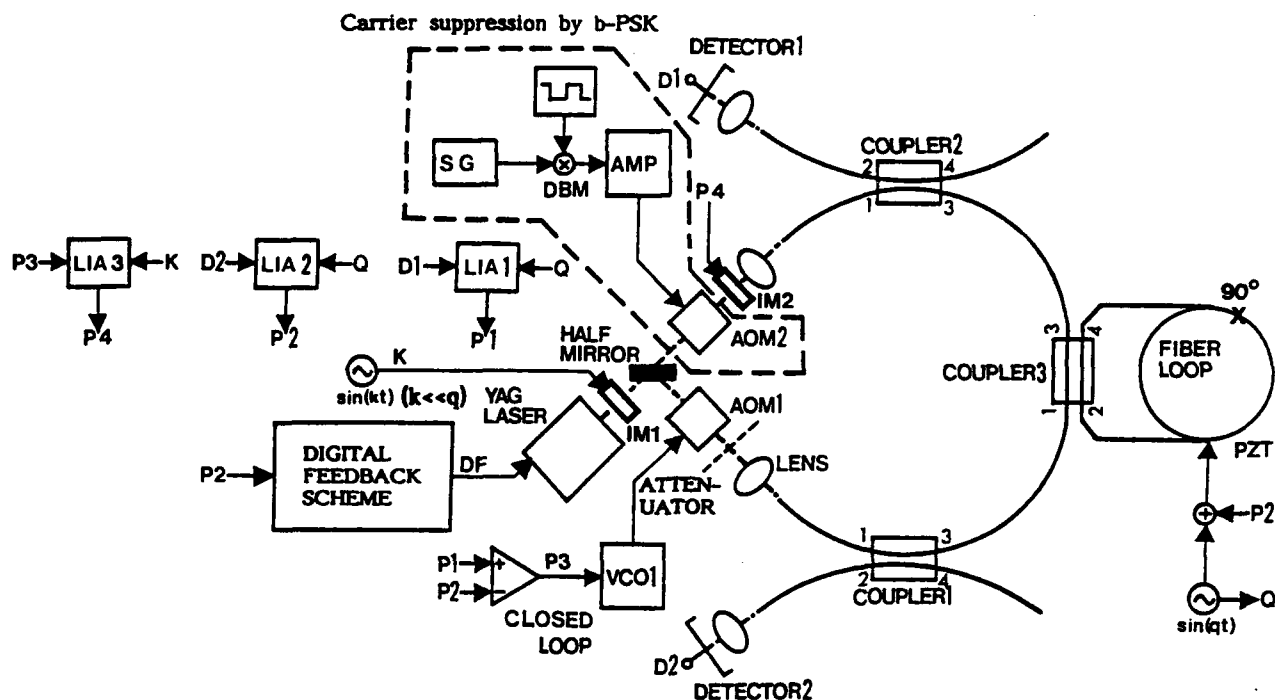 Carrier suppression by b-PSK
DETECTOR1
D1
COUPLER2
2 4
1 3
SG
DBM
AMP
P4
IM2
AOM2
P3
LIA3
K
P4
D2
LIA2
Q
P2
D1
LIA1
Q
P1
HALF
MIRROR
K
sin(kt) (k<<q)
YAG
LASER
IM1
AOM1
P2
DIGITAL
FEEDBACK
SCHEME
DF
ATTEN-
UATOR
LENS
P1
+
P2
−
P3
VCO1
CLOSED
LOOP
1 3
2 4
COUPLER1
D2
DETECTOR2
COUPLER3
3 4
1 2
90°
X
FIBER
LOOP
PZT
+
P2
Q
sin(qt)